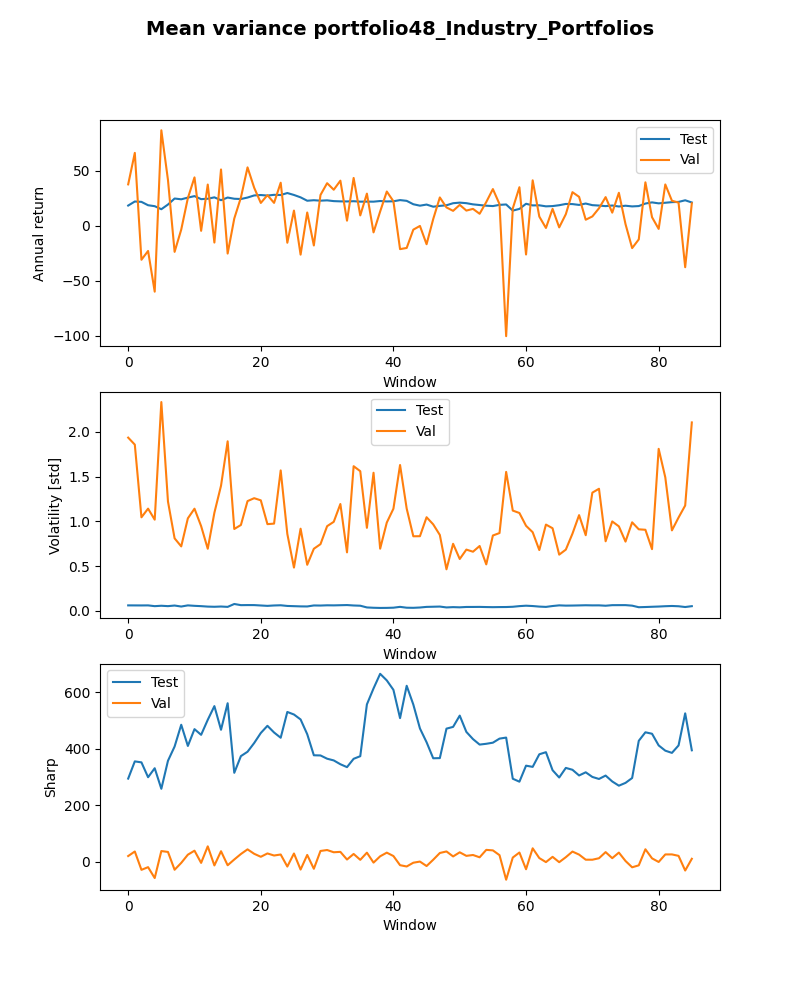 Mean variance portfolio48_Industry_Portfolios
Annual return
50
0
−50
−100
Test
Val
0 20 40 60 80
Window
Volatility [std]
2.0
1.5
1.0
0.5
0.0
Test
Val
0 20 40 60 80
Window
Sharp
600
400
200
0
Test
Val
0 20 40 60 80
Window